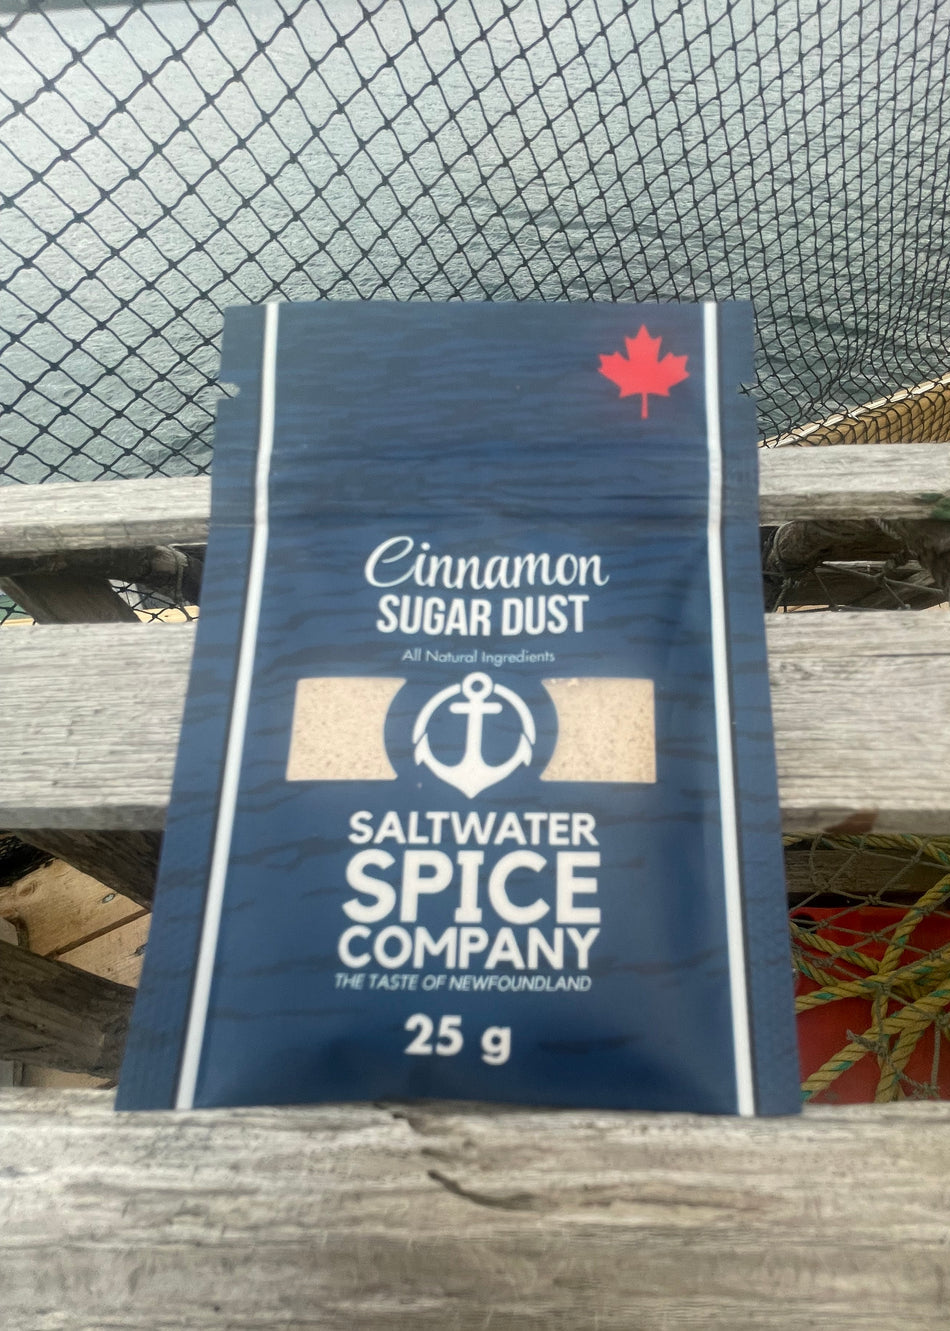 Cinnamon
SUGAR DUST
All Natural Ingredients
SALTWATER
SPICE
COMPANY
THE TASTE OF NEWFOUNDLAND
25 g